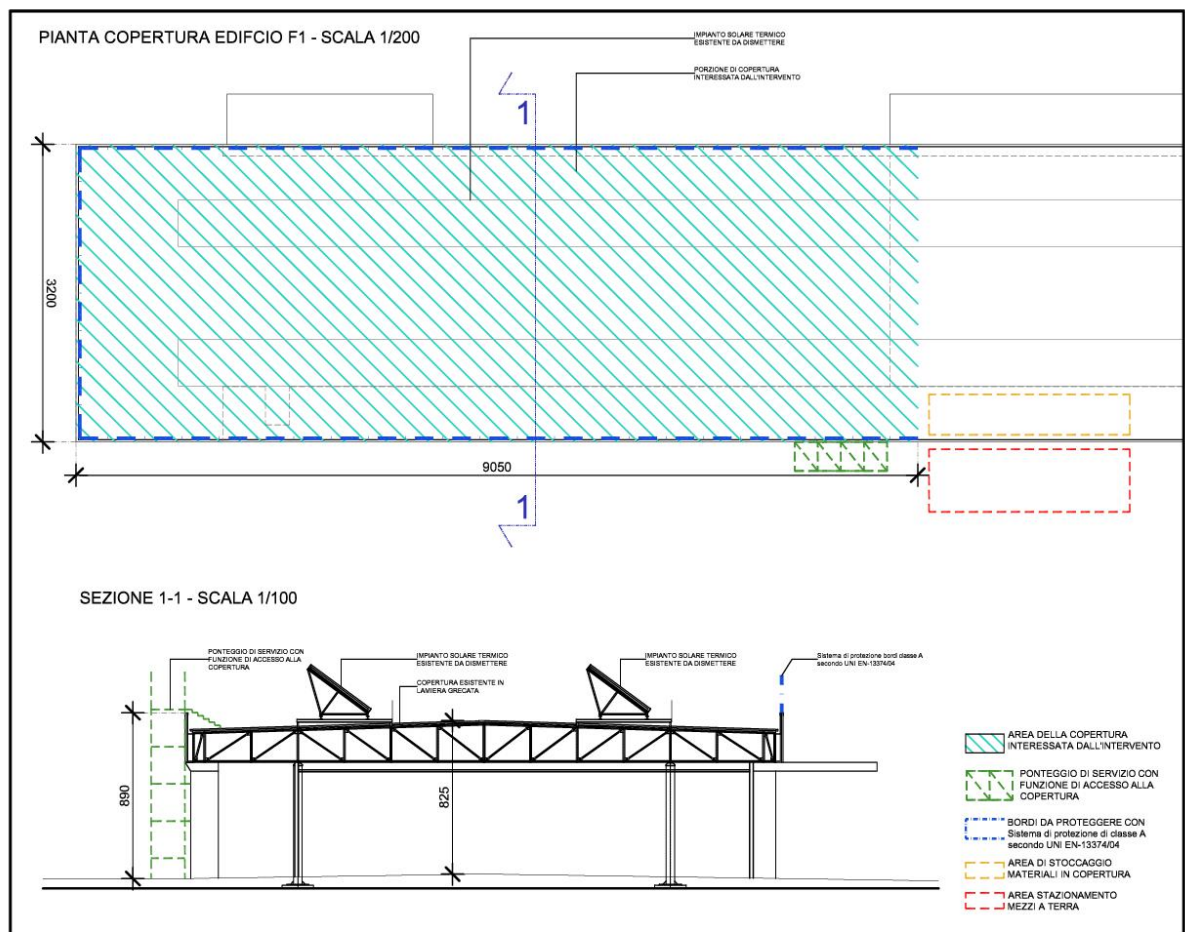 PIANTA COPERTURA EDIFCIO F1 - SCALA 1/200
IMPIANTO SOLARE TERMICO
ESISTENTE DA DISMETTERE
PORZIONE DI COPERTURA
INTERESSATA DALL'INTERVENTO
1
3200
9050
1
SEZIONE 1-1 - SCALA 1/100
PONTEGGIO DI SERVIZIO CON
FUNZIONE DI ACCESSO ALLA
COPERTURA
IMPIANTO SOLARE TERMICO
ESISTENTE DA DISMETTERE
COPERTURA ESISTENTE IN
LAMIERA GRECATA
IMPIANTO SOLARE TERMICO
ESISTENTE DA DISMETTERE
Sistema di protezione bordi classe A
secondo UNI EN-13374/04
890
825
AREA DELLA COPERTURA
INTERESSATA DALL'INTERVENTO
PONTEGGIO DI SERVIZIO CON
FUNZIONE DI ACCESSO ALLA
COPERTURA
BORDI DA PROTEGGERE CON
Sistema di protezione di classe A
secondo UNI EN-13374/04
AREA DI STOCCAGGIO
MATERIALI IN COPERTURA
AREA STAZIONAMENTO
MEZZI A TERRA